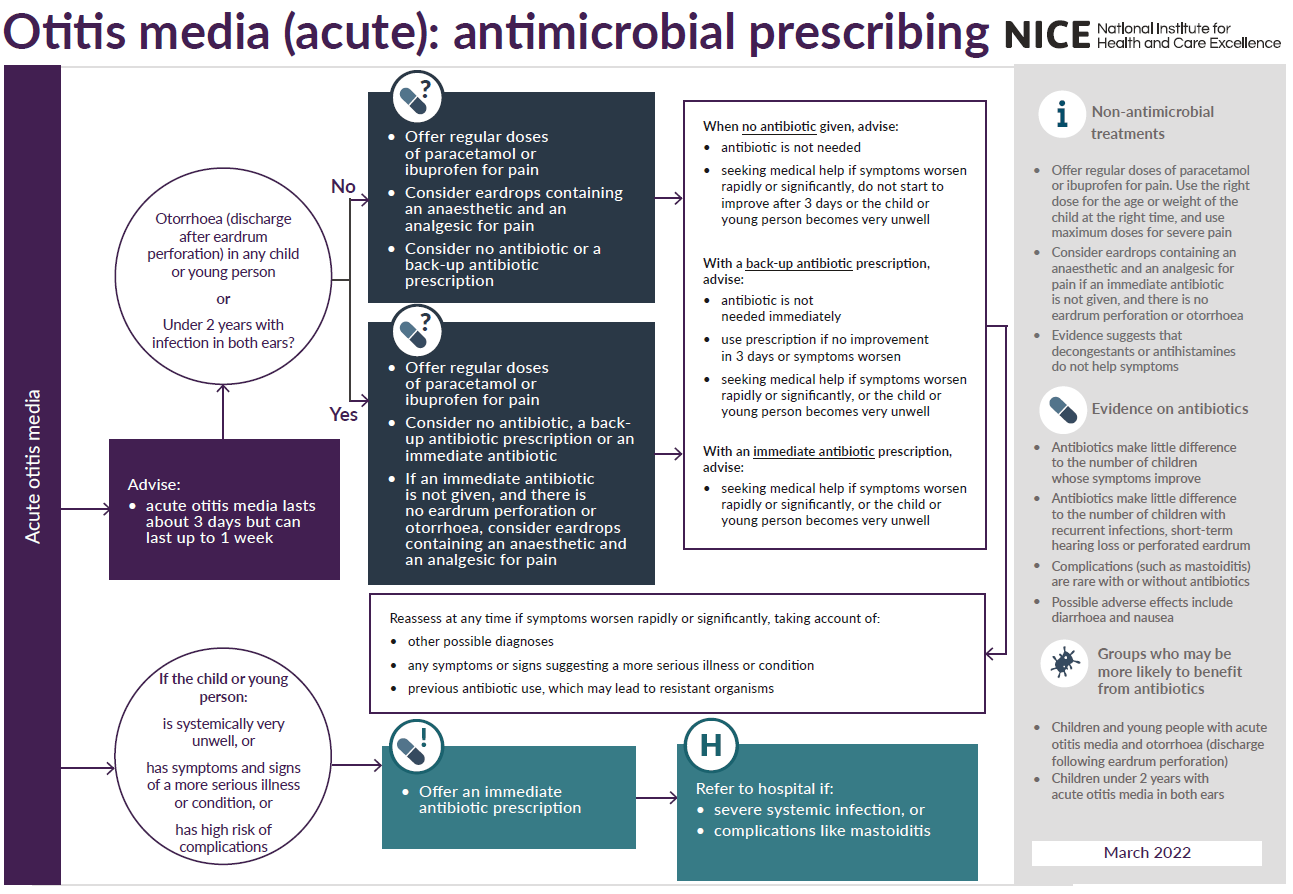 Otitis media (acute): antimicrobial prescribing
NICE National Institute for
Health and Care Excellence
Acute otitis media
Advise:
• acute otitis media lasts
about 3 days but can
last up to 1 week
Otorrhoea (discharge
after eardrum
perforation) in any child
or young person
or
Under 2 years with
infection in both ears?
No
?
• Offer regular doses
of paracetamol or
ibuprofen for pain
• Consider eardrops containing
an anaesthetic and an
analgesic for pain
• Consider no antibiotic or a
back-up antibiotic
prescription
Yes
?
• Offer regular doses
of paracetamol or
ibuprofen for pain
• Consider no antibiotic, a back-
up antibiotic prescription or an
immediate antibiotic
• If an immediate antibiotic
is not given, and there is
no eardrum perforation or
otorrhoea, consider eardrops
containing an anaesthetic and
an analgesic for pain
When no antibiotic given, advise:
• antibiotic is not needed
• seeking medical help if symptoms worsen
rapidly or significantly, do not start to
improve after 3 days or the child or
young person becomes very unwell
With a back-up antibiotic prescription,
advise:
• antibiotic is not
needed immediately
• use prescription if no improvement
in 3 days or symptoms worsen
• seeking medical help if symptoms worsen
rapidly or significantly, or the child or
young person becomes very unwell
With an immediate antibiotic prescription,
advise:
• seeking medical help if symptoms worsen
rapidly or significantly, or the child or
young person becomes very unwell
Reassess at any time if symptoms worsen rapidly or significantly, taking account of:
• other possible diagnoses
• any symptoms or signs suggesting a more serious illness or condition
• previous antibiotic use, which may lead to resistant organisms
If the child or young
person:
is systemically very
unwell, or
has symptoms and signs
of a more serious illness
or condition, or
has high risk of
complications
!
• Offer an immediate
antibiotic prescription
H
Refer to hospital if:
• severe systemic infection, or
• complications like mastoiditis
i
Non-antimicrobial
treatments
• Offer regular doses of paracetamol
or ibuprofen for pain. Use the right
dose for the age or weight of the
child at the right time, and use
maximum doses for severe pain
• Consider eardrops containing an
anaesthetic and an analgesic for
pain if an immediate antibiotic
is not given, and there is no
eardrum perforation or otorrhoea
• Evidence suggests that
decongestants or antihistamines
do not help symptoms
Evidence on antibiotics
• Antibiotics make little difference
to the number of children
whose symptoms improve
• Antibiotics make little difference
to the number of children with
recurrent infections, short-term
hearing loss or perforated eardrum
• Complications (such as mastoiditis)
are rare with or without antibiotics
• Possible adverse effects include
diarrhoea and nausea
Groups who may be
more likely to benefit
from antibiotics
• Children and young people with acute
otitis media and otorrhoea (discharge
following eardrum perforation)
• Children under 2 years with
acute otitis media in both ears
March 2022